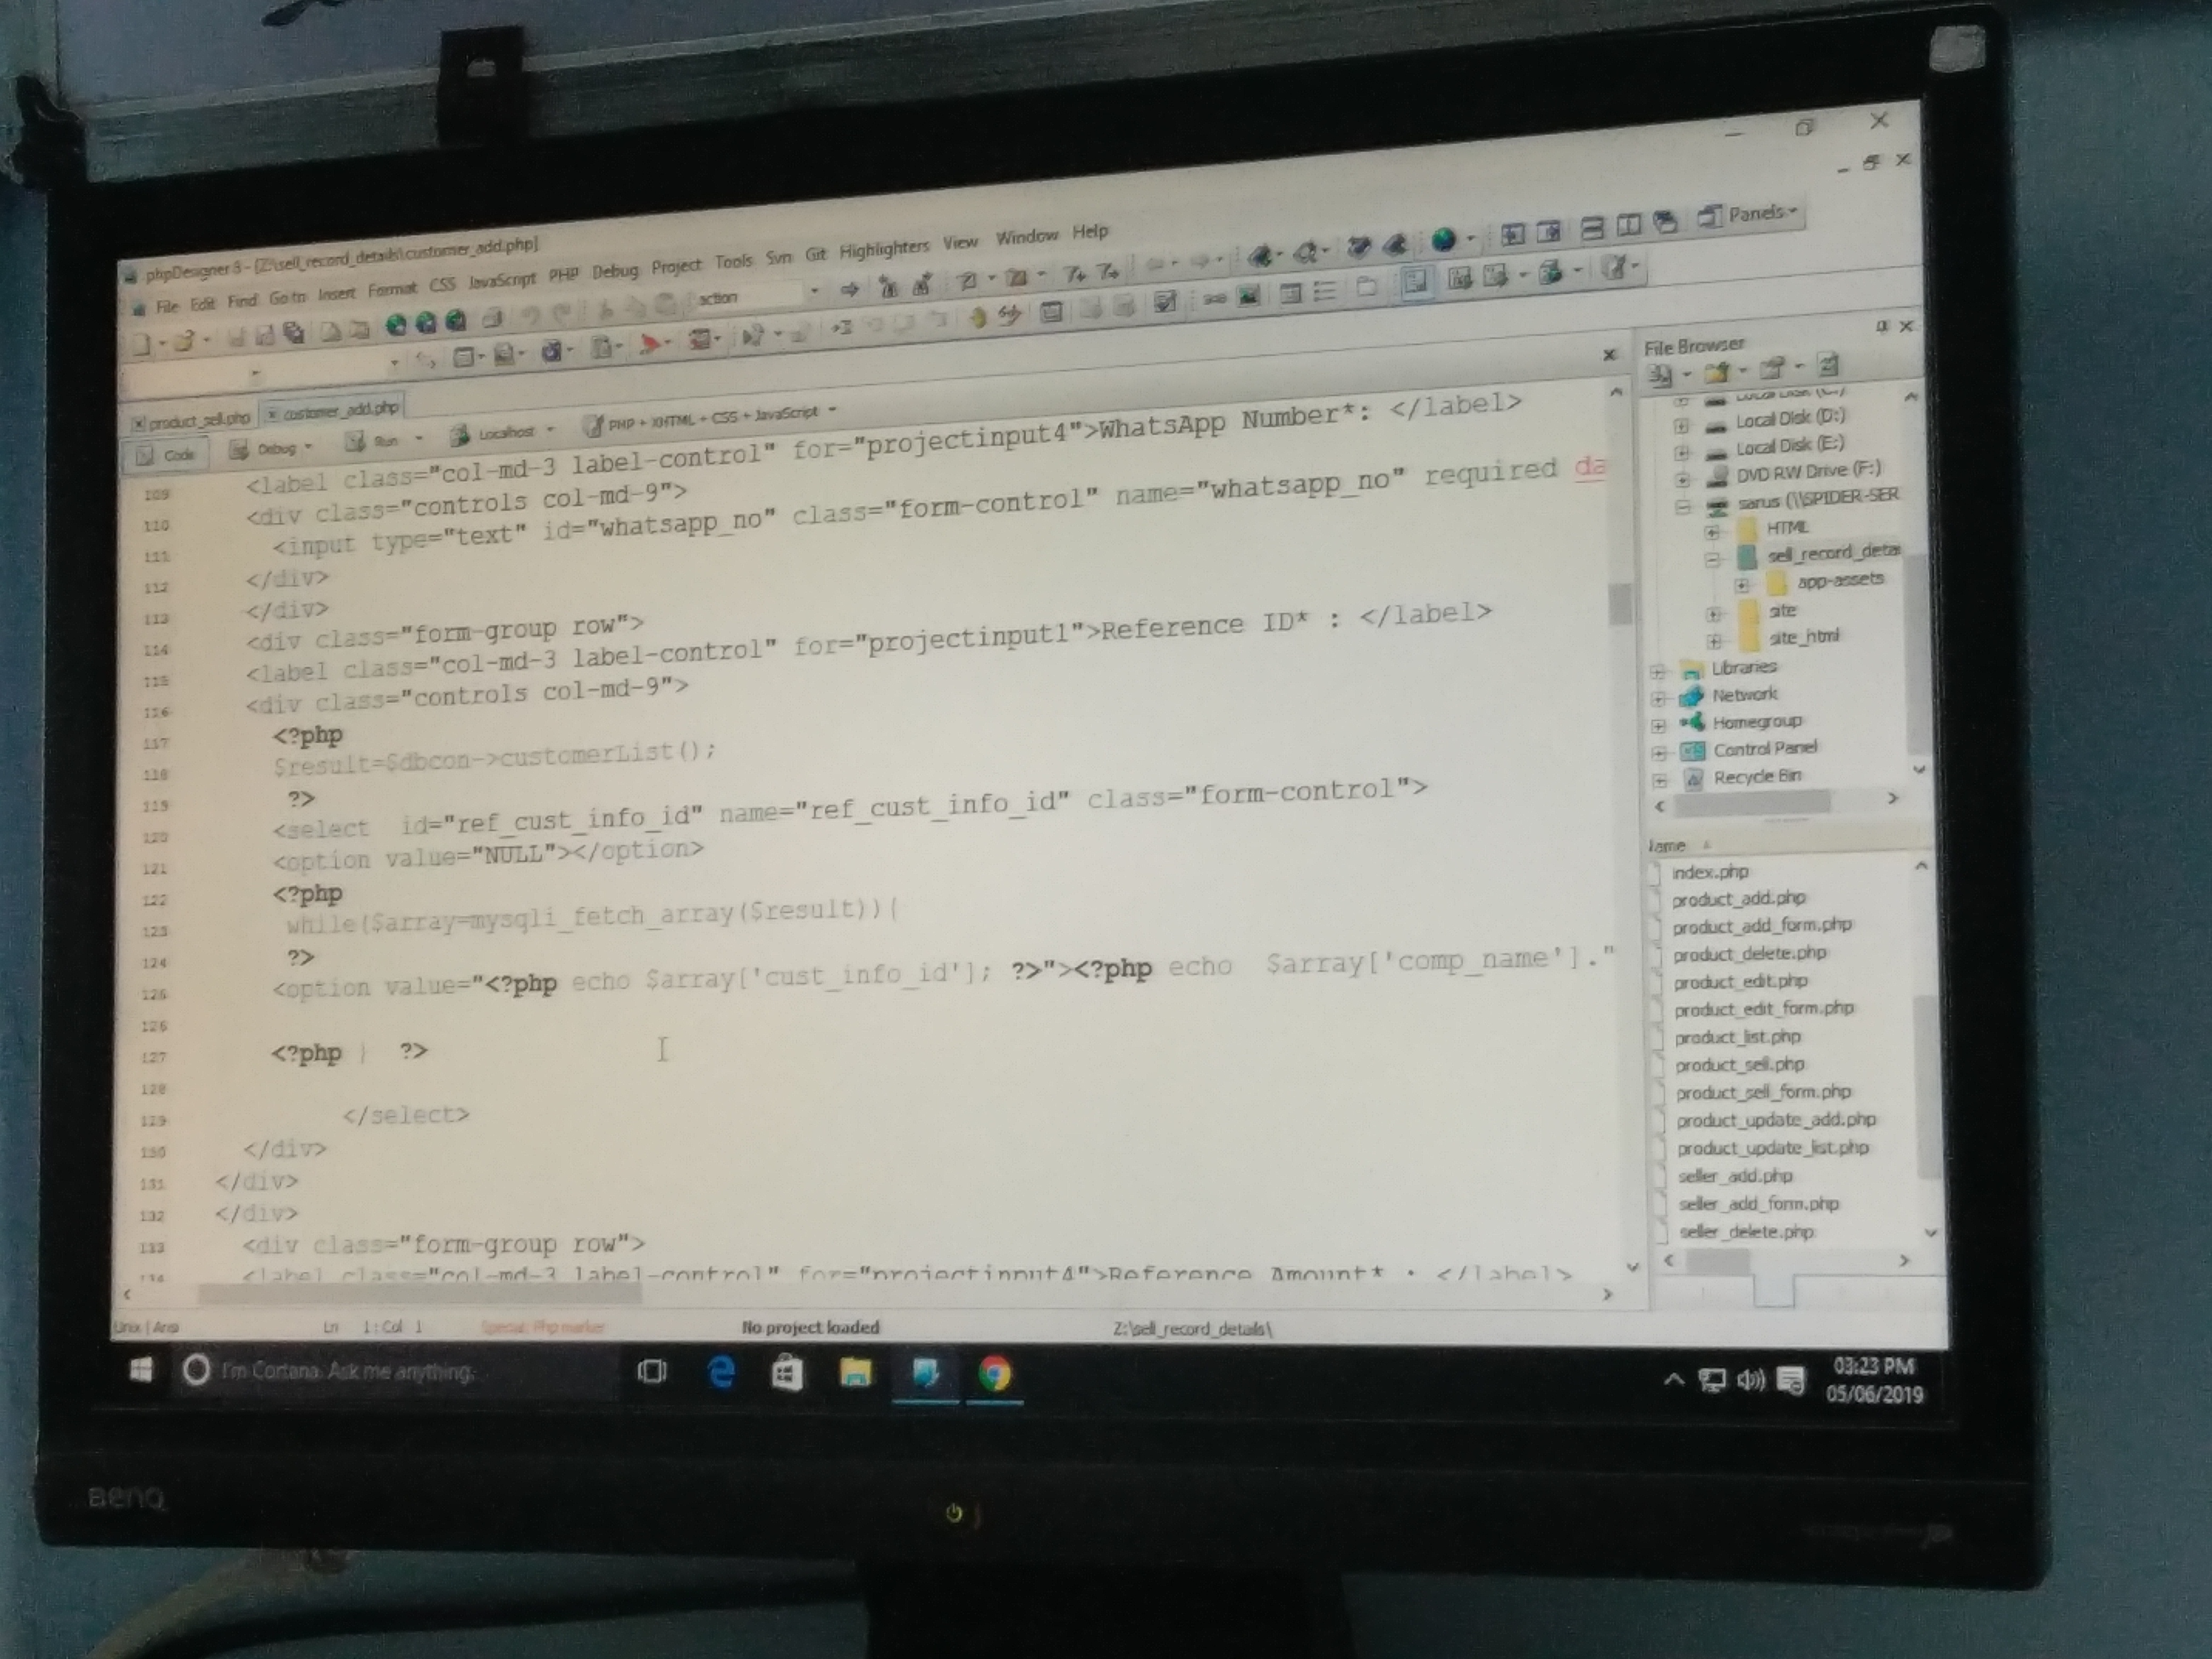 phpDesigner 8 - [Z:\sell_record_details\customer_add.php]
File Edit Find Go to Insert Format CSS JavaScript PHP Debug Project Tools Svn Git Highlighters View Window Help
action
Panels
product_sell.php customer_add.php
Code Debug Run Localhost PHP + XHTML + CSS + JavaScript
109 <label class="col-md-3 label-control" for="projectinput4">WhatsApp Number*: </label>
110 <div class="controls col-md-9">
111 <input type="text" id="whatsapp_no" class="form-control" name="whatsapp_no" required da
112 </div>
113 </div>
114 <div class="form-group row">
115 <label class="col-md-3 label-control" for="projectinput1">Reference ID* : </label>
116 <div class="controls col-md-9">
117 <?php
118 $result=$dbcon->customerList();
119 ?>
120 <select  id="ref_cust_info_id" name="ref_cust_info_id" class="form-control">
121 <option value="NULL"></option>
122 <?php
123 while($array=mysqli_fetch_array($result)){
124 ?>
125 <option value="<?php echo $array['cust_info_id']; ?>"><?php echo  $array['comp_name']."
126
127 <?php }  ?>
128
129 </select>
130 </div>
131 </div>
132 </div>
133 <div class="form-group row">
134 <label class="col-md-3 label-control" for="projectinput4">Reference Amount* : </label>
File Browser
Local Disk (C:)
Local Disk (D:)
Local Disk (E:)
DVD RW Drive (F:)
sarus (\\SPIDER-SER
HTML
sell_record_detai
app-assets
site
site_html
Libraries
Network
Homegroup
Control Panel
Recycle Bin
Name
index.php
product_add.php
product_add_form.php
product_delete.php
product_edit.php
product_edit_form.php
product_list.php
product_sell.php
product_sell_form.php
product_update_add.php
product_update_list.php
seller_add.php
seller_add_form.php
seller_delete.php
Unix | Ansi Ln 1 : Col 1 Special: Php marker No project loaded Z:\sell_record_details\
I'm Cortana. Ask me anything.
03:23 PM
05/06/2019
BenQ